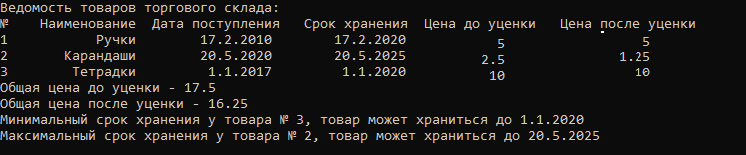 Ведомость товаров торгового склада:
№ Наименование Дата поступления Срок хранения Цена до уценки Цена после уценки
1 Ручки 17.2.2010 17.2.2020 5 5
2 Карандаши 20.5.2020 20.5.2025 2.5 1.25
3 Тетрадки 1.1.2017 1.1.2020 10 10
Общая цена до уценки - 17.5
Общая цена после уценки - 16.25
Минимальный срок хранения у товара № 3, товар может храниться до 1.1.2020
Максимальный срок хранения у товара № 2, товар может храниться до 20.5.2025